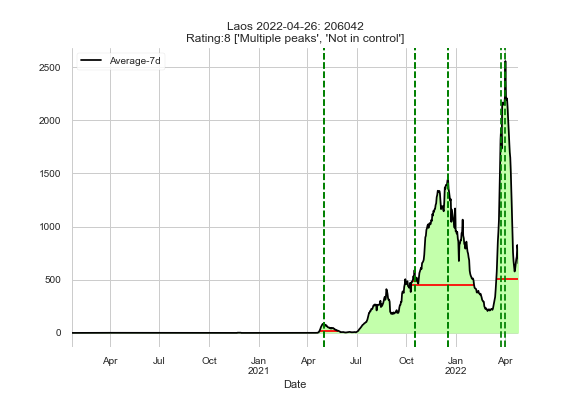 Laos 2022-04-26: 206042
Rating:8 ['Multiple peaks', 'Not in control']
Average-7d
2500
2000
1500
1000
500
0
Apr Jul Oct Jan Apr Jul Oct Jan Apr
2021 2022
Date